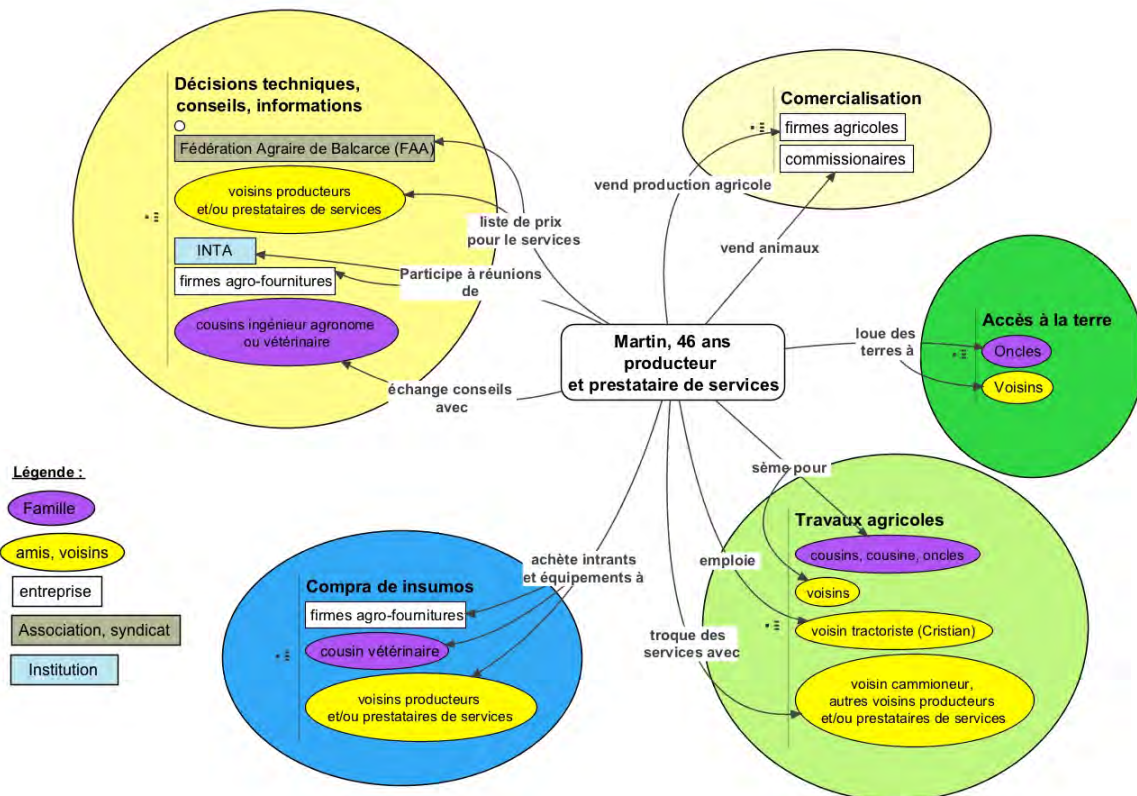 Décisions techniques,
conseils, informations
Fédération Agraire de Balcarce (FAA)
voisins producteurs
et/ou prestataires de services
INTA
firmes agro-fournitures
cousins ingénieur agronome
ou vétérinaire
liste de prix
pour le services
Participe à réunions
de
échange conseils
avec
Comercialisation
firmes agricoles
commissionaires
vend production agricole
vend animaux
Martin, 46 ans
producteur
et prestataire de services
Accès à la terre
Oncles
Voisins
loue des
terres à
Légende :
Famille
amis, voisins
entreprise
Association, syndicat
Institution
Compra de insumos
firmes agro-fournitures
cousin vétérinaire
voisins producteurs
et/ou prestataires de services
achète intrants
et équipements à
sème pour
emploie
troque des
services avec
Travaux agricoles
cousins, cousine, oncles
voisins
voisin tractoriste (Cristian)
voisin cammioneur,
autres voisins producteurs
et/ou prestataires de services